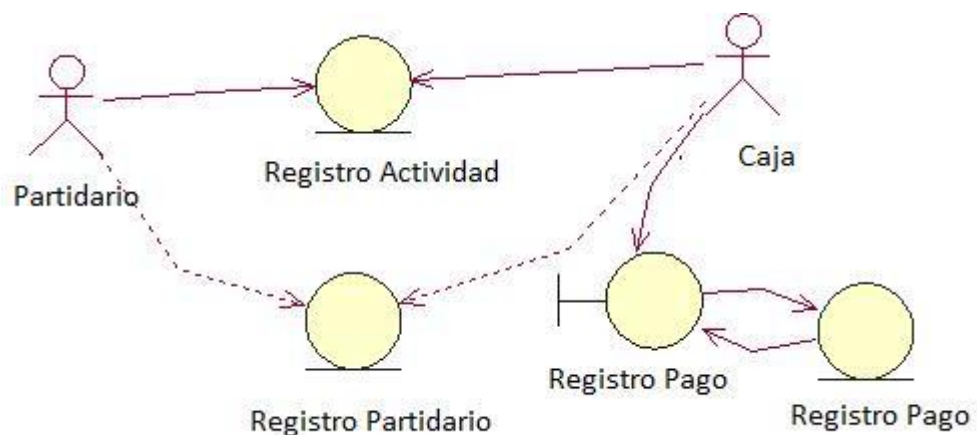 Caja
Registro Actividad
Partidario
Registro Pago
Registro Partidario
Registro Pago